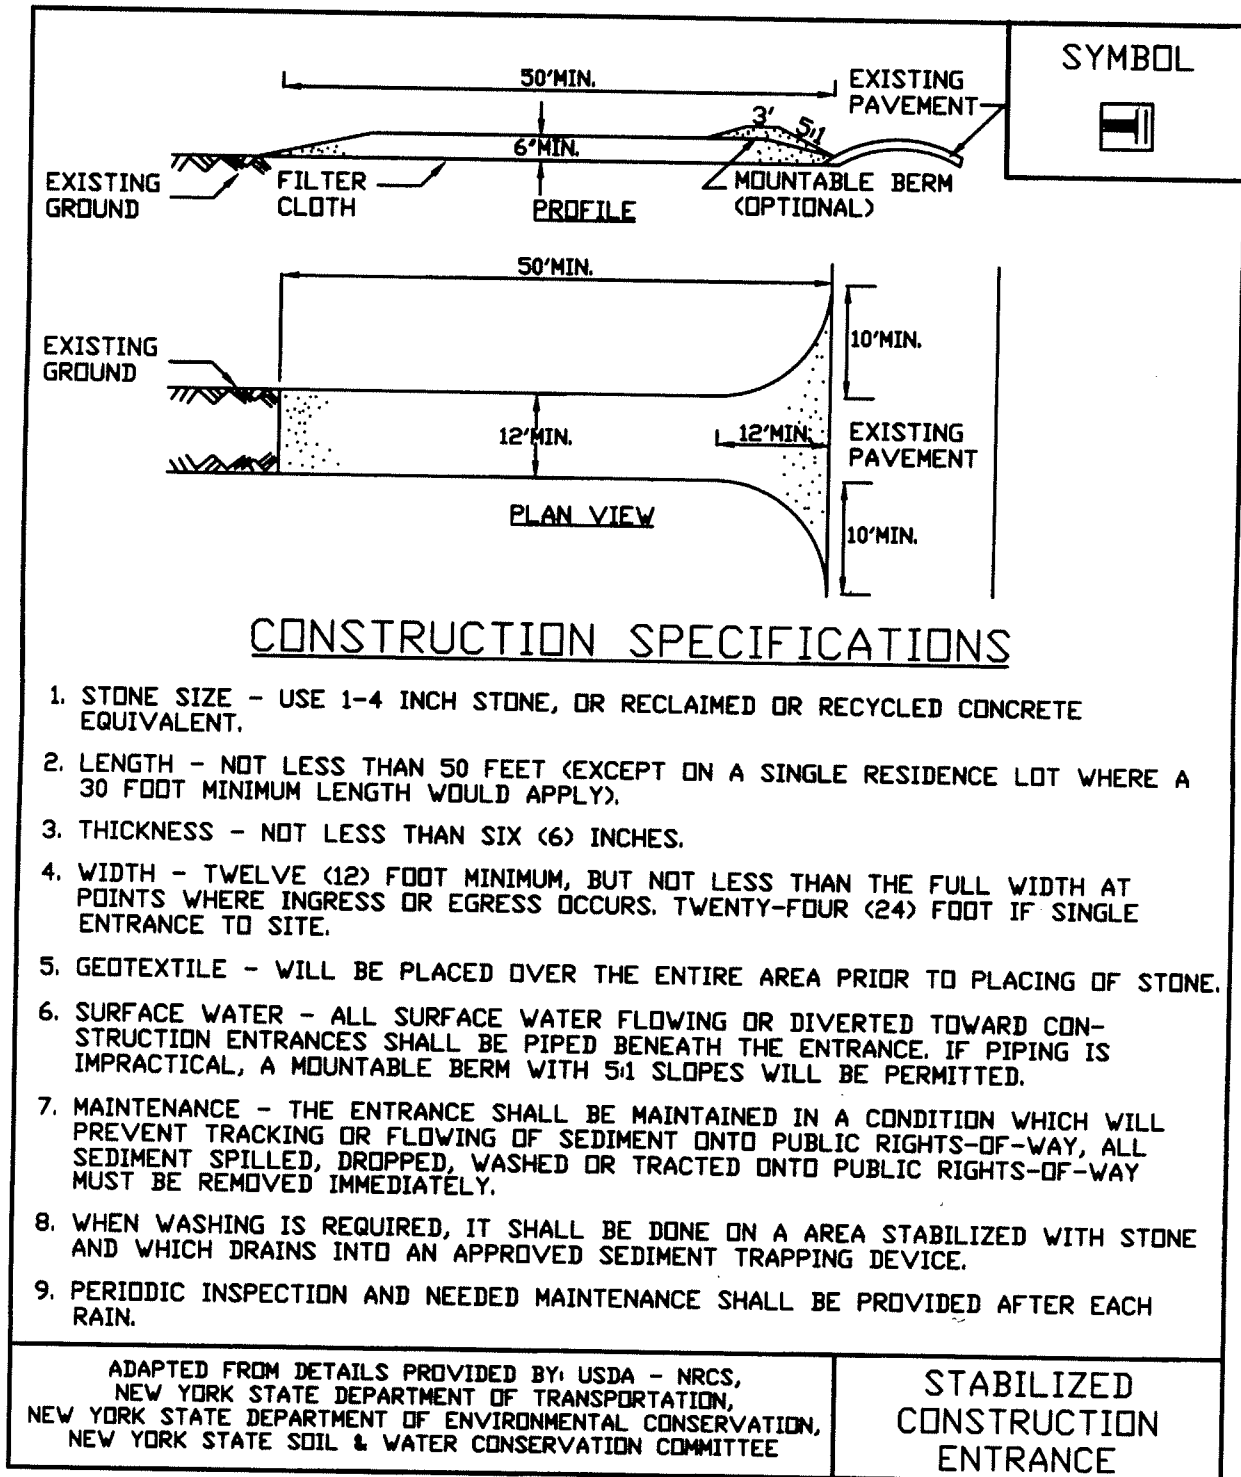 SYMBOL
50'MIN.
EXISTING
PAVEMENT
3'
5:1
6"MIN.
EXISTING
GROUND
FILTER
CLOTH
PROFILE
MOUNTABLE BERM
(OPTIONAL)
50'MIN.
EXISTING
GROUND
10'MIN.
12'MIN.
12'MIN.
EXISTING
PAVEMENT
PLAN VIEW
10'MIN.
CONSTRUCTION SPECIFICATIONS
1. STONE SIZE - USE 1-4 INCH STONE, OR RECLAIMED OR RECYCLED CONCRETE
EQUIVALENT.
2. LENGTH - NOT LESS THAN 50 FEET (EXCEPT ON A SINGLE RESIDENCE LOT WHERE A
30 FOOT MINIMUM LENGTH WOULD APPLY).
3. THICKNESS - NOT LESS THAN SIX (6) INCHES.
4. WIDTH - TWELVE (12) FOOT MINIMUM, BUT NOT LESS THAN THE FULL WIDTH AT
POINTS WHERE INGRESS OR EGRESS OCCURS. TWENTY-FOUR (24) FOOT IF SINGLE
ENTRANCE TO SITE.
5. GEOTEXTILE - WILL BE PLACED OVER THE ENTIRE AREA PRIOR TO PLACING OF STONE.
6. SURFACE WATER - ALL SURFACE WATER FLOWING OR DIVERTED TOWARD CON-
STRUCTION ENTRANCES SHALL BE PIPED BENEATH THE ENTRANCE. IF PIPING IS
IMPRACTICAL, A MOUNTABLE BERM WITH 5:1 SLOPES WILL BE PERMITTED.
7. MAINTENANCE - THE ENTRANCE SHALL BE MAINTAINED IN A CONDITION WHICH WILL
PREVENT TRACKING OR FLOWING OF SEDIMENT ONTO PUBLIC RIGHTS-OF-WAY, ALL
SEDIMENT SPILLED, DROPPED, WASHED OR TRACTED ONTO PUBLIC RIGHTS-OF-WAY
MUST BE REMOVED IMMEDIATELY.
8. WHEN WASHING IS REQUIRED, IT SHALL BE DONE ON A AREA STABILIZED WITH STONE
AND WHICH DRAINS INTO AN APPROVED SEDIMENT TRAPPING DEVICE.
9. PERIODIC INSPECTION AND NEEDED MAINTENANCE SHALL BE PROVIDED AFTER EACH
RAIN.
ADAPTED FROM DETAILS PROVIDED BY: USDA - NRCS,
NEW YORK STATE DEPARTMENT OF TRANSPORTATION,
NEW YORK STATE DEPARTMENT OF ENVIRONMENTAL CONSERVATION,
NEW YORK STATE SOIL & WATER CONSERVATION COMMITTEE
STABILIZED
CONSTRUCTION
ENTRANCE